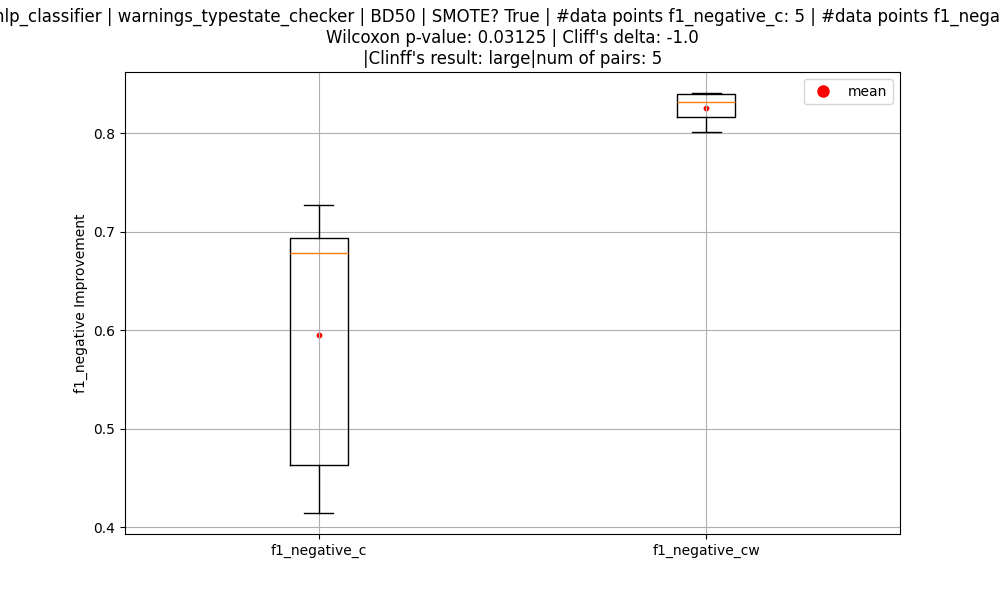 _classifier | warnings_typestate_checker | BD50 | SMOTE? True | #data points f1_negative_c: 5 | #data points
Wilcoxon p-value: 0.03125 | Cliff's delta: -1.0
|Clinff's result: large|num of pairs: 5
mean
0.8
0.7
0.6
0.5
0.4
f1_negative Improvement
f1_negative_c
f1_negative_cw